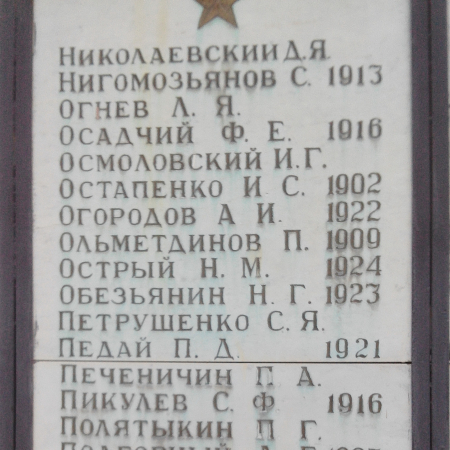 НИКОЛАЕВСКИЙ Д.Я.
НИГОМОЗЬЯНОВ С. 1913
ОГНЕВ Л. Я.
ОСАДЧИЙ Ф. Е. 1916
ОСМОЛОВСКИЙ И.Г.
ОСТАПЕНКО И С. 1902
ОГОРОДОВ А И. 1922
ОЛЬМЕТДИНОВ П. 1909
ОСТРЫЙ Н. М. 1924
ОБЕЗЬЯНИН Н. Г. 1923
ПЕТРУШЕНКО С. Я.
ПЕДАЙ П. Д. 1921
ПЕЧЕНИЧИН Г. А.
ПИКУЛЕВ С. Ф 1916
ПОЛЯТЫКИН П Г.